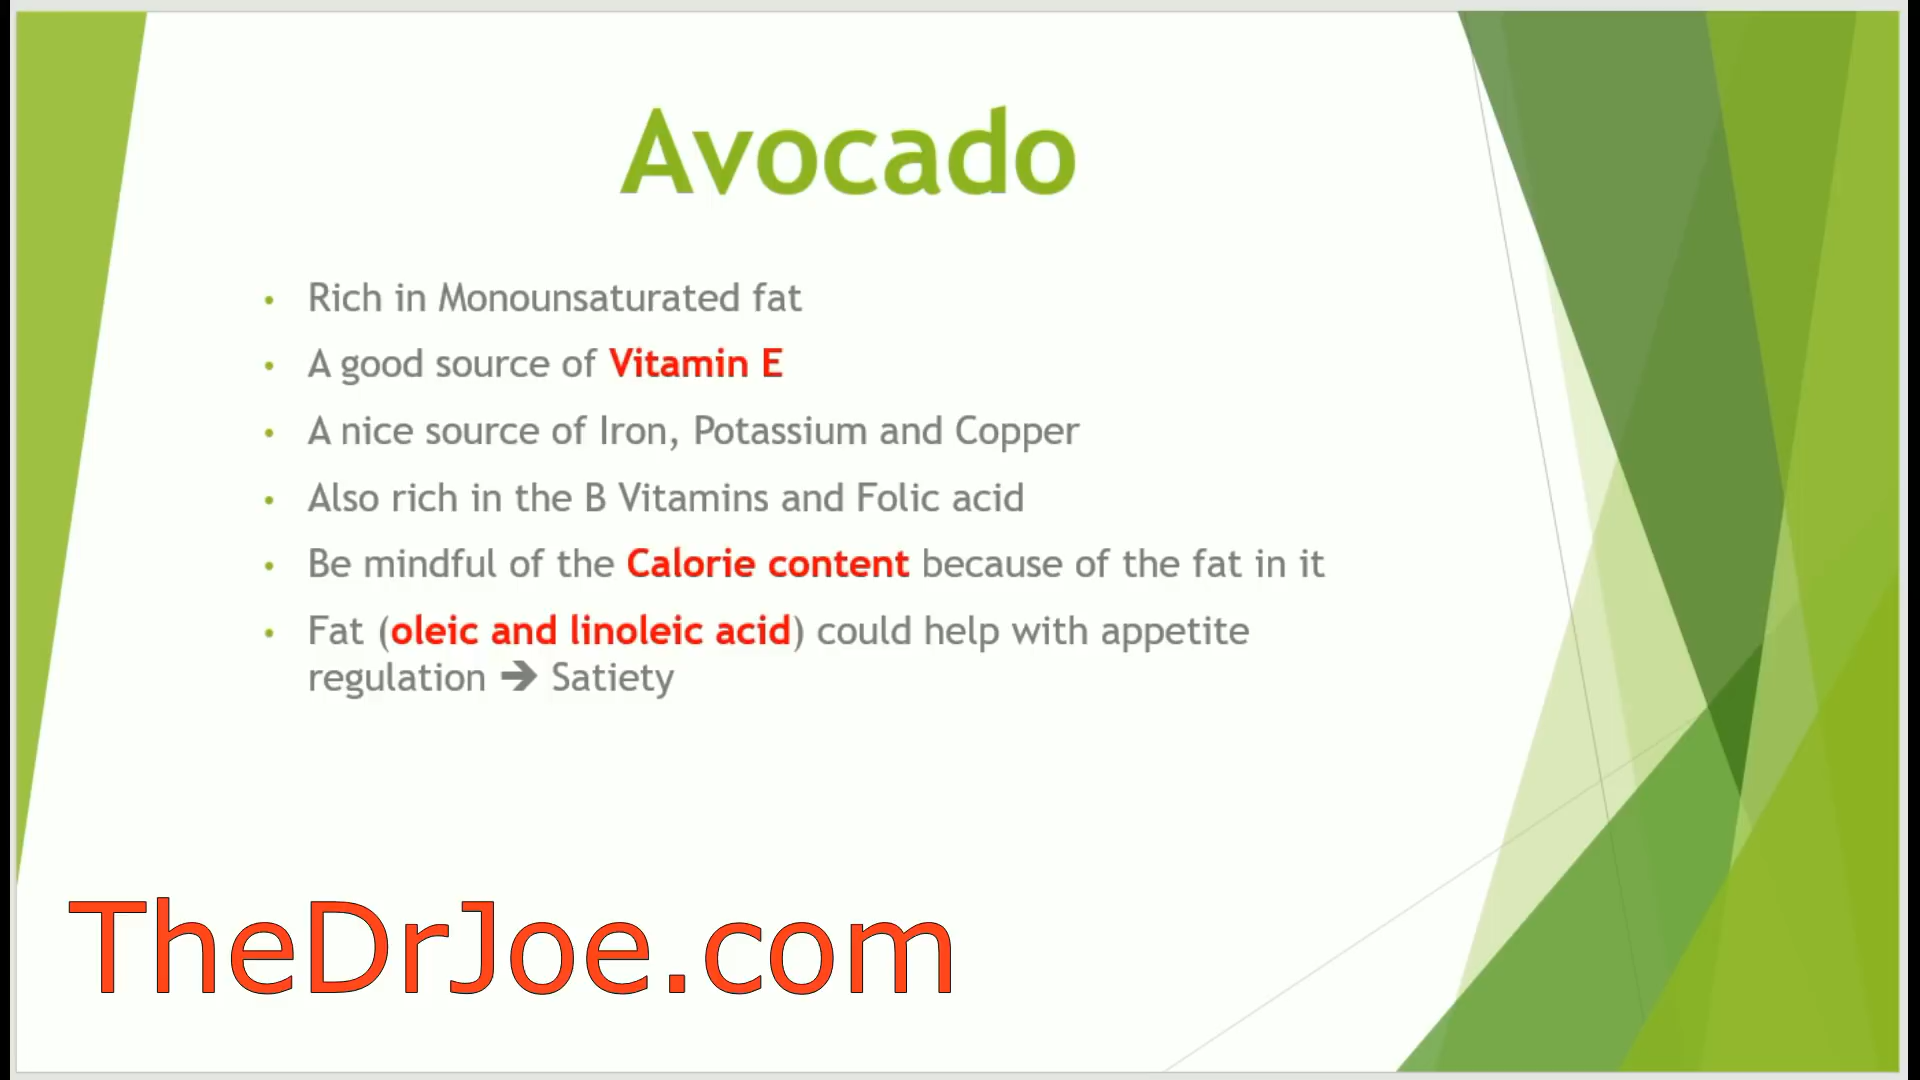 Avocado
• Rich in Monounsaturated fat
• A good source of Vitamin E
• A nice source of Iron, Potassium and Copper
• Also rich in the B Vitamins and Folic acid
• Be mindful of the Calorie content because of the fat in it
• Fat (oleic and linoleic acid) could help with appetite
regulation ➔ Satiety
TheDrJoe.com